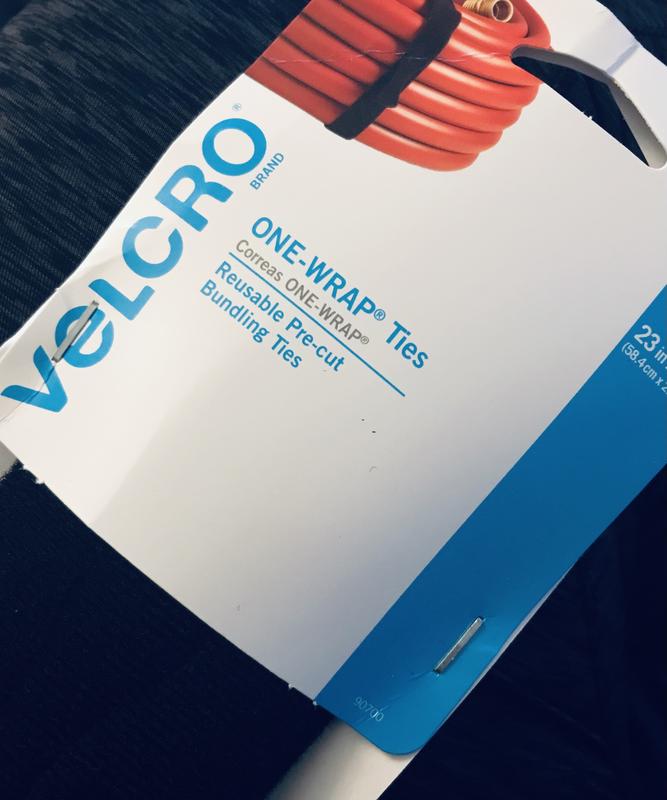 VELCRO®
BRAND
ONE-WRAP® Ties
Correas ONE-WRAP®
Reusable Pre-cut
Bundling Ties
23 in
(58.4cm x
90700